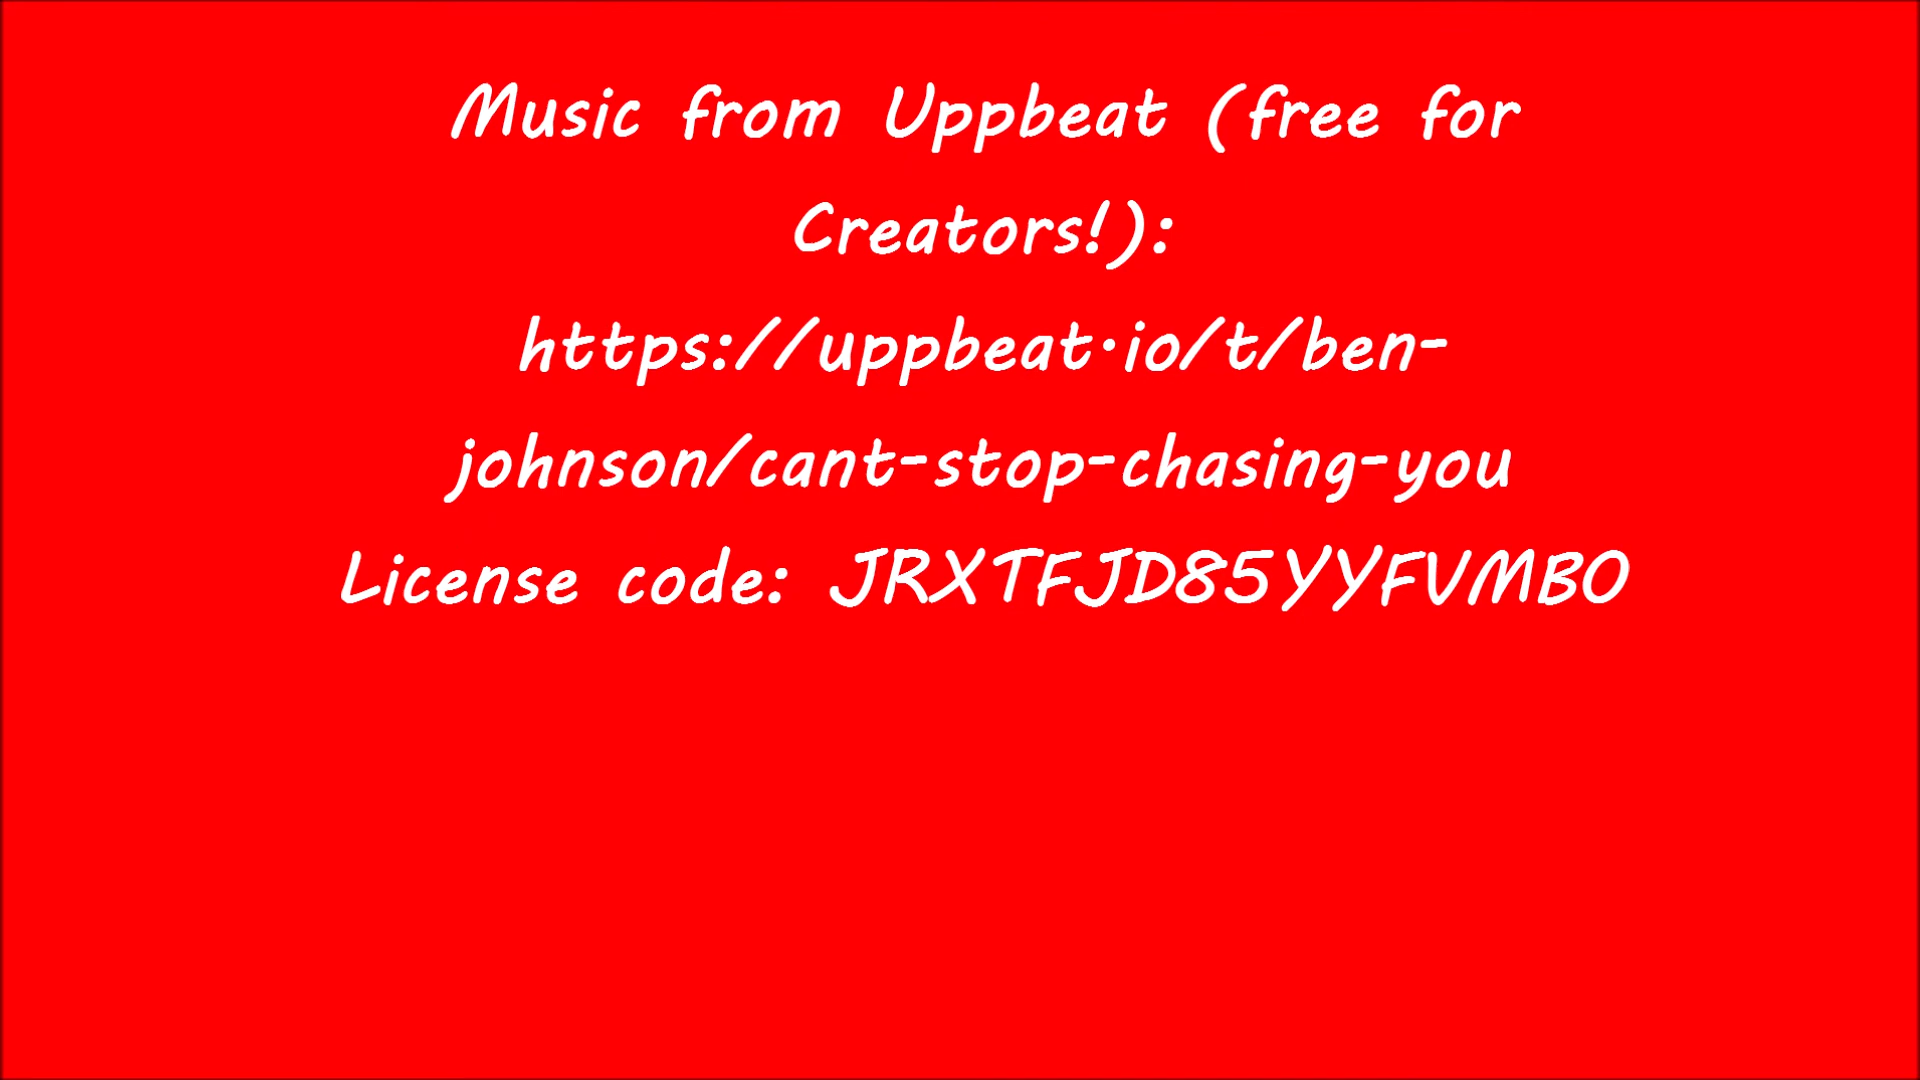 Music from Uppbeat (free for
Creators!):
https://uppbeat.io/t/ben-
johnson/cant-stop-chasing-you
License code: JRXTFJD85YYFVMBO